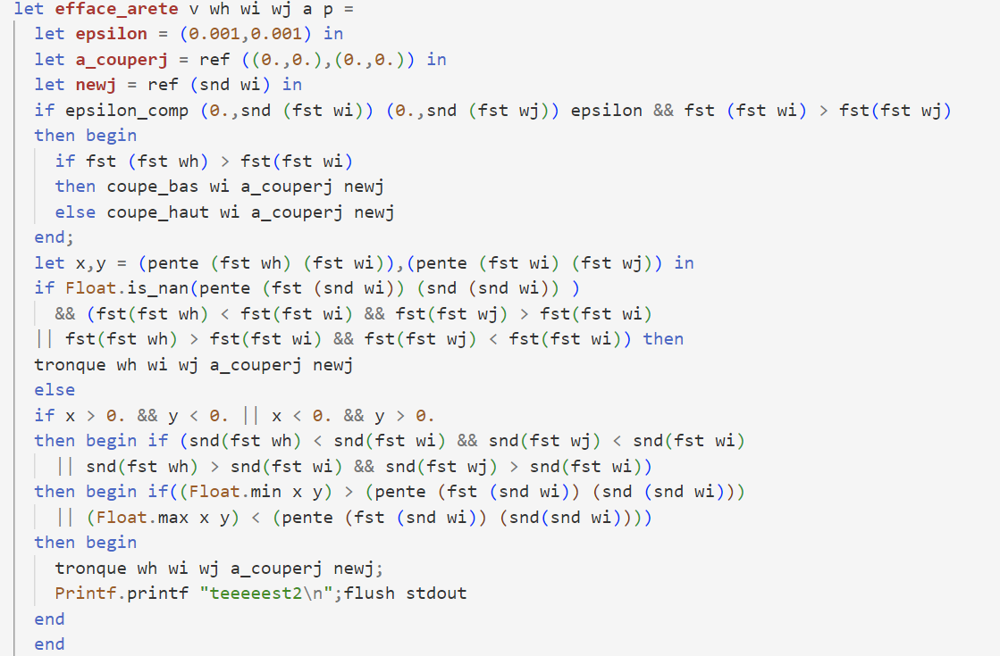 let efface_arete v wh wi wj a p =
let epsilon = (0.001,0.001) in
let a_couperj = ref ((0.,0.),(0.,0.)) in
let newj = ref (snd wi) in
if epsilon_comp (0.,snd (fst wi)) (0.,snd (fst wj)) epsilon && fst (fst wi) > fst(fst wj)
then begin
if fst (fst wh) > fst(fst wi)
then coupe_bas wi a_couperj newj
else coupe_haut wi a_couperj newj
end;
let x,y = (pente (fst wh) (fst wi)),(pente (fst wi) (fst wj)) in
if Float.is_nan(pente (fst (snd wi)) (snd (snd wi)) )
&& (fst(fst wh) < fst(fst wi) && fst(fst wj) > fst(fst wi)
|| fst(fst wh) > fst(fst wi) && fst(fst wj) < fst(fst wi)) then
tronque wh wi wj a_couperj newj
else
if x > 0. && y < 0. || x < 0. && y > 0.
then begin if (snd(fst wh) < snd(fst wi) && snd(fst wj) < snd(fst wi)
|| snd(fst wh) > snd(fst wi) && snd(fst wj) > snd(fst wi))
then begin if((Float.min x y) > (pente (fst (snd wi)) (snd (snd wi)))
|| (Float.max x y) < (pente (fst (snd wi)) (snd(snd wi))))
then begin
tronque wh wi wj a_couperj newj;
Printf.printf "teeeeest2\n";flush stdout
end
end